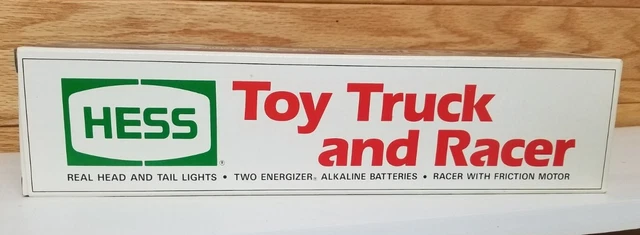 HESS®
Toy Truck
and Racer
REAL HEAD AND TAIL LIGHTS • TWO ENERGIZER® ALKALINE BATTERIES • RACER WITH FRICTION MOTOR